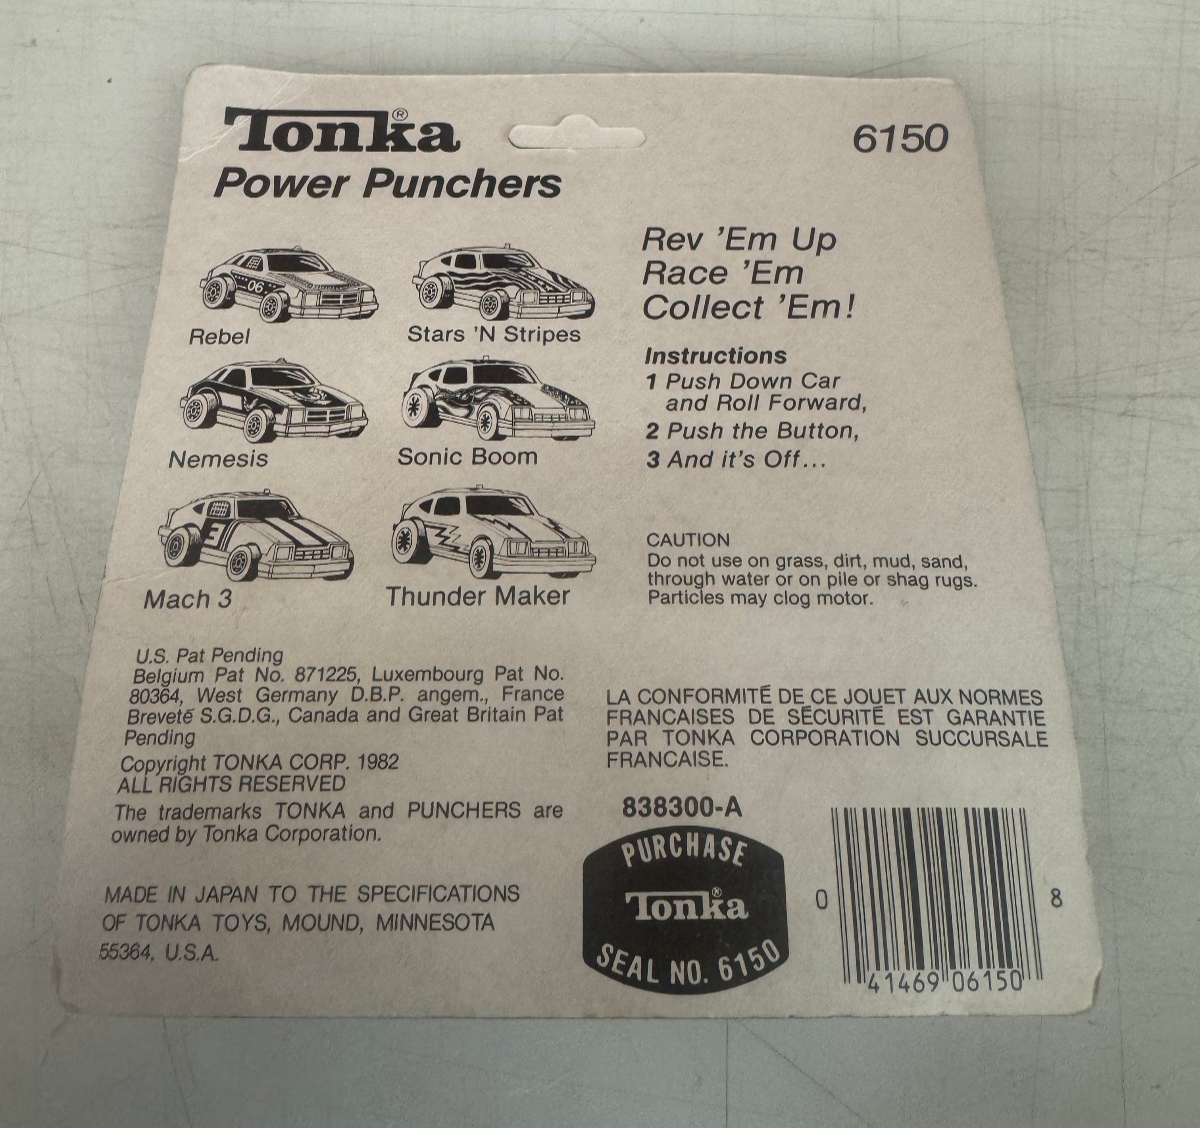 Tonka®
6150
Power Punchers
Rev 'Em Up
Race 'Em
Collect 'Em!
06
Rebel
Stars 'N Stripes
Nemesis
Sonic Boom
3
Mach 3
Thunder Maker
Instructions
1 Push Down Car
and Roll Forward,
2 Push the Button,
3 And it's Off...
CAUTION
Do not use on grass, dirt, mud, sand,
through water or on pile or shag rugs.
Particles may clog motor.
U.S. Pat Pending
Belgium Pat No. 871225, Luxembourg Pat No.
80364, West Germany D.B.P. angem., France
Breveté S.G.D.G., Canada and Great Britain Pat
Pending
Copyright TONKA CORP. 1982
ALL RIGHTS RESERVED
The trademarks TONKA and PUNCHERS are
owned by Tonka Corporation.
MADE IN JAPAN TO THE SPECIFICATIONS
OF TONKA TOYS, MOUND, MINNESOTA
55364, U.S.A.
LA CONFORMITÉ DE CE JOUET AUX NORMES
FRANCAISES DE SÉCURITÉ EST GARANTIE
PAR TONKA CORPORATION SUCCURSALE
FRANCAISE.
838300-A
PURCHASE
Tonka®
SEAL NO. 6150
0 41469 06150 8